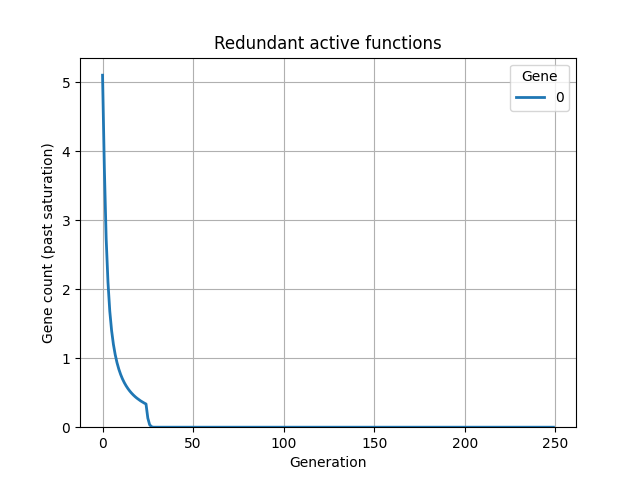 Redundant active functions
Gene
0
5
4
3
2
1
0
Gene count (past saturation)
0 50 100 150 200 250
Generation